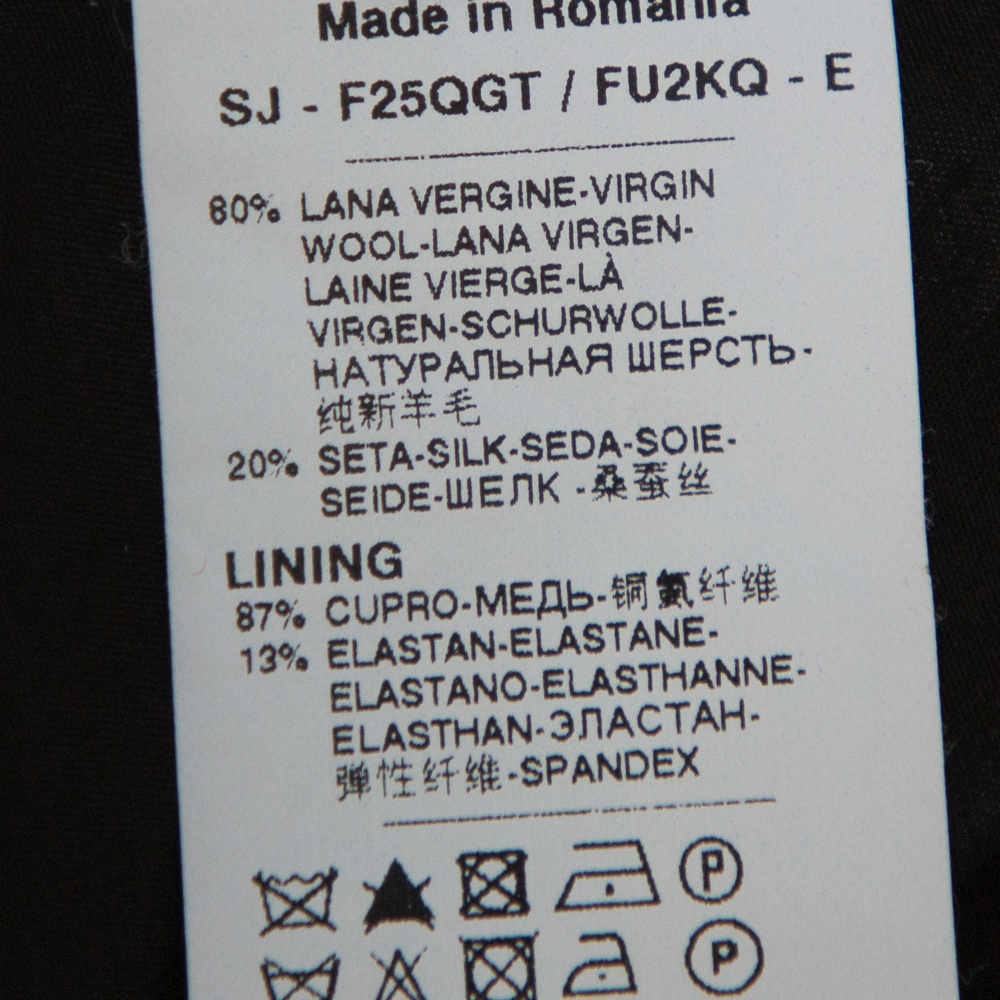 Made in Romania
SJ - F25QGT / FU2KQ - E
80% LANA VERGINE-VIRGIN
WOOL-LANA VIRGEN-
LAINE VIERGE-LÀ
VIRGEN-SCHURWOLLE-
НАТУРАЛЬНАЯ ШЕРСТЬ-
纯新羊毛
20% SETA-SILK-SEDA-SOIE-
SEIDE-ШЕЛК -桑蚕丝
LINING
87% CUPRO-МЕДЬ-铜氨纤维
13% ELASTAN-ELASTANE-
ELASTANO-ELASTHANNE-
ELASTHAN-ЭЛАСТАН-
弹性纤维-SPANDEX
P
P